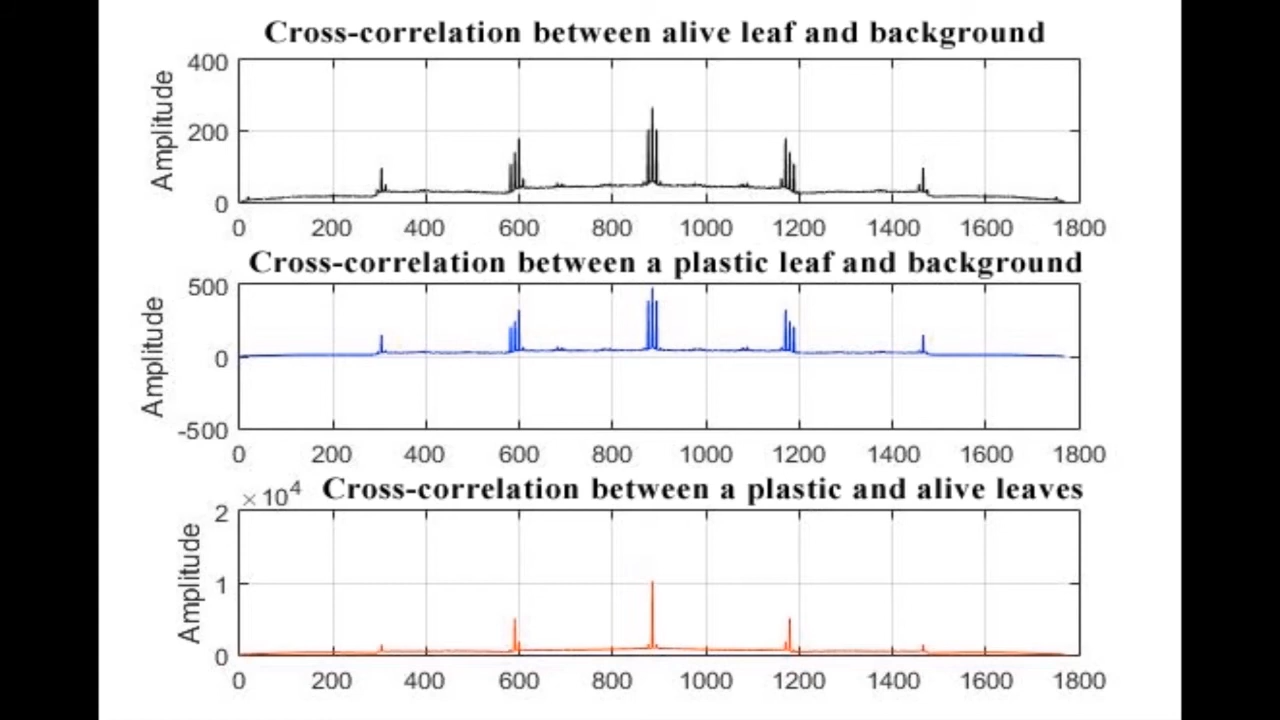 Cross-correlation between alive leaf and background
400
200
0
Amplitude
0 200 400 600 800 1000 1200 1400 1600 1800
Cross-correlation between a plastic leaf and background
500
0
-500
Amplitude
0 200 400 600 800 1000 1200 1400 1600 1800
×10⁴ Cross-correlation between a plastic and alive leaves
2
1
0
Amplitude
0 200 400 600 800 1000 1200 1400 1600 1800